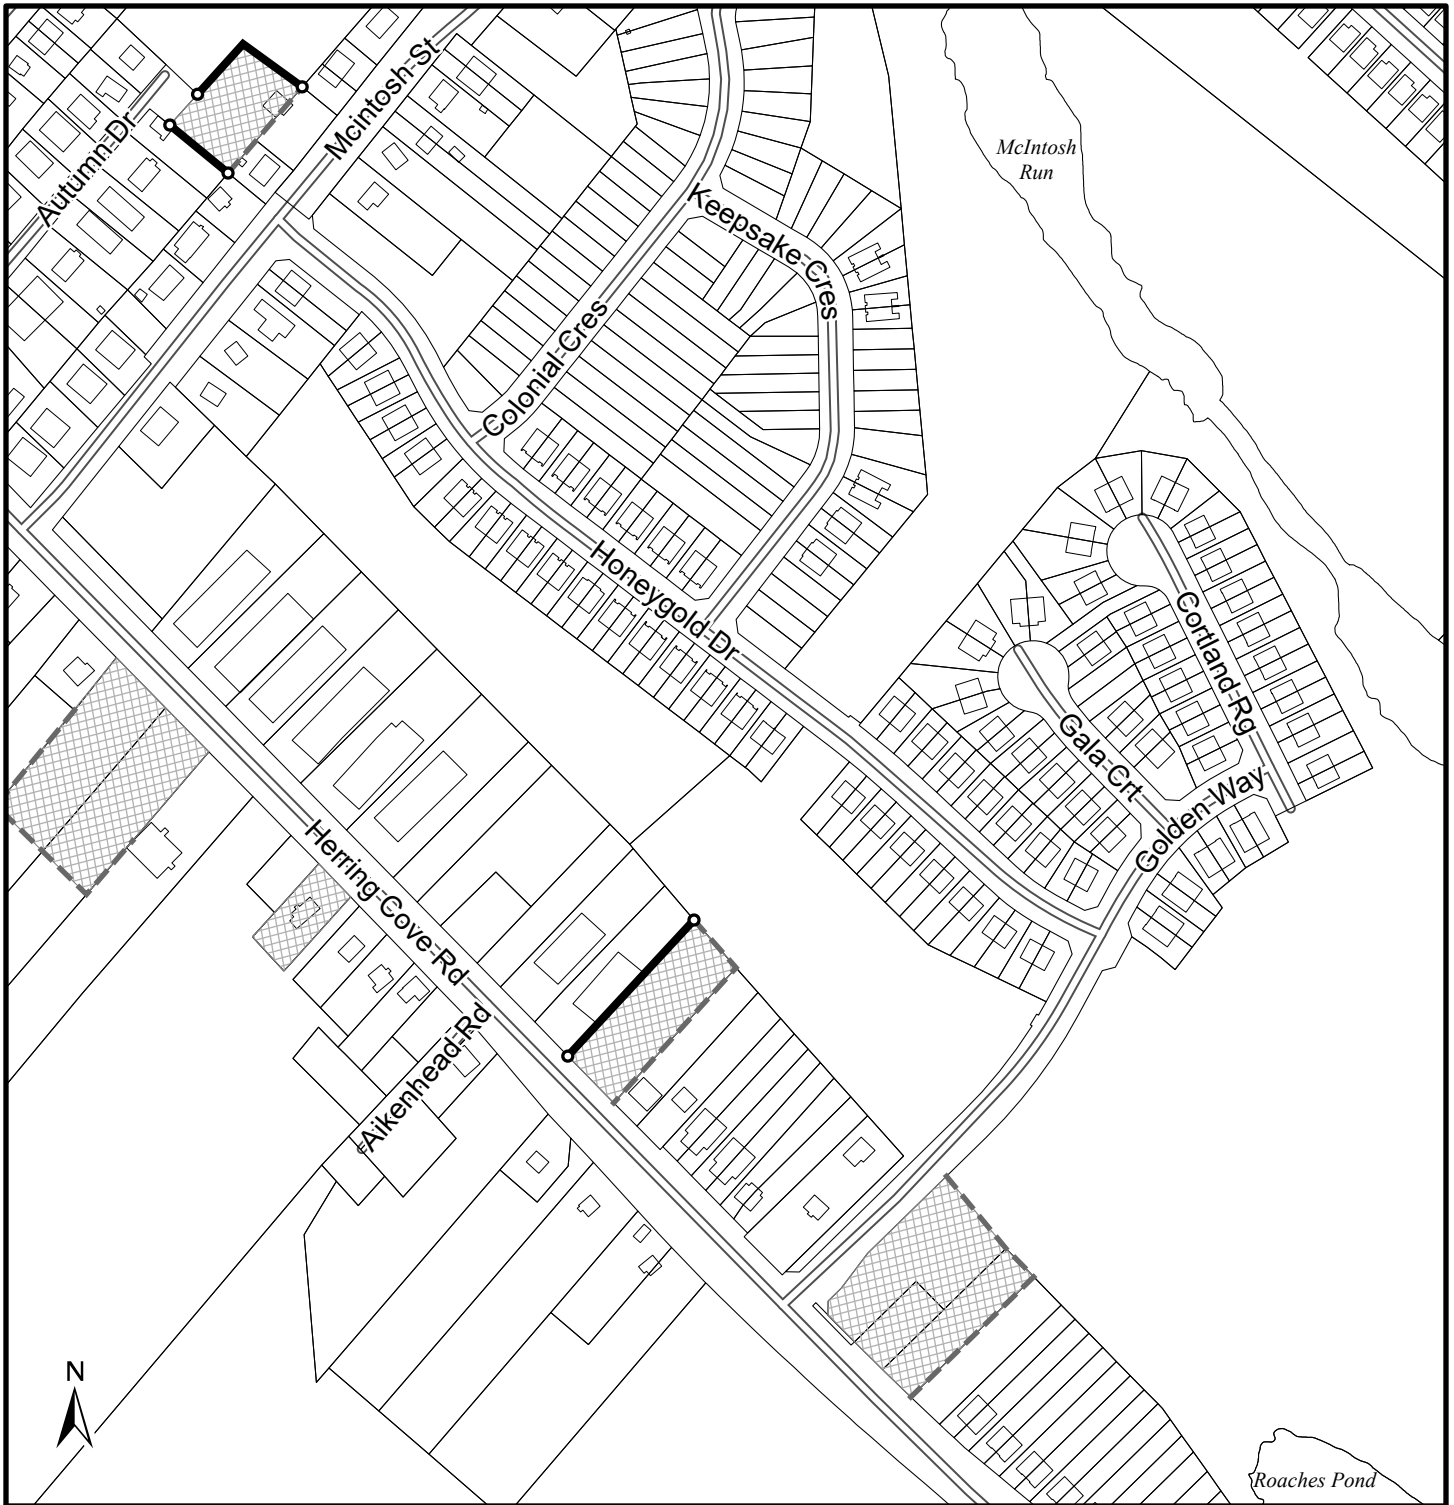 Mcintosh St
Autumn Dr
McIntosh
Run
Keepsake Cres
Colonial Cres
Honeygold Dr
Cortland Rg
Gala Crt
Golden Way
Herring Cove Rd
Aikenhead Rd
N
Roaches Pond